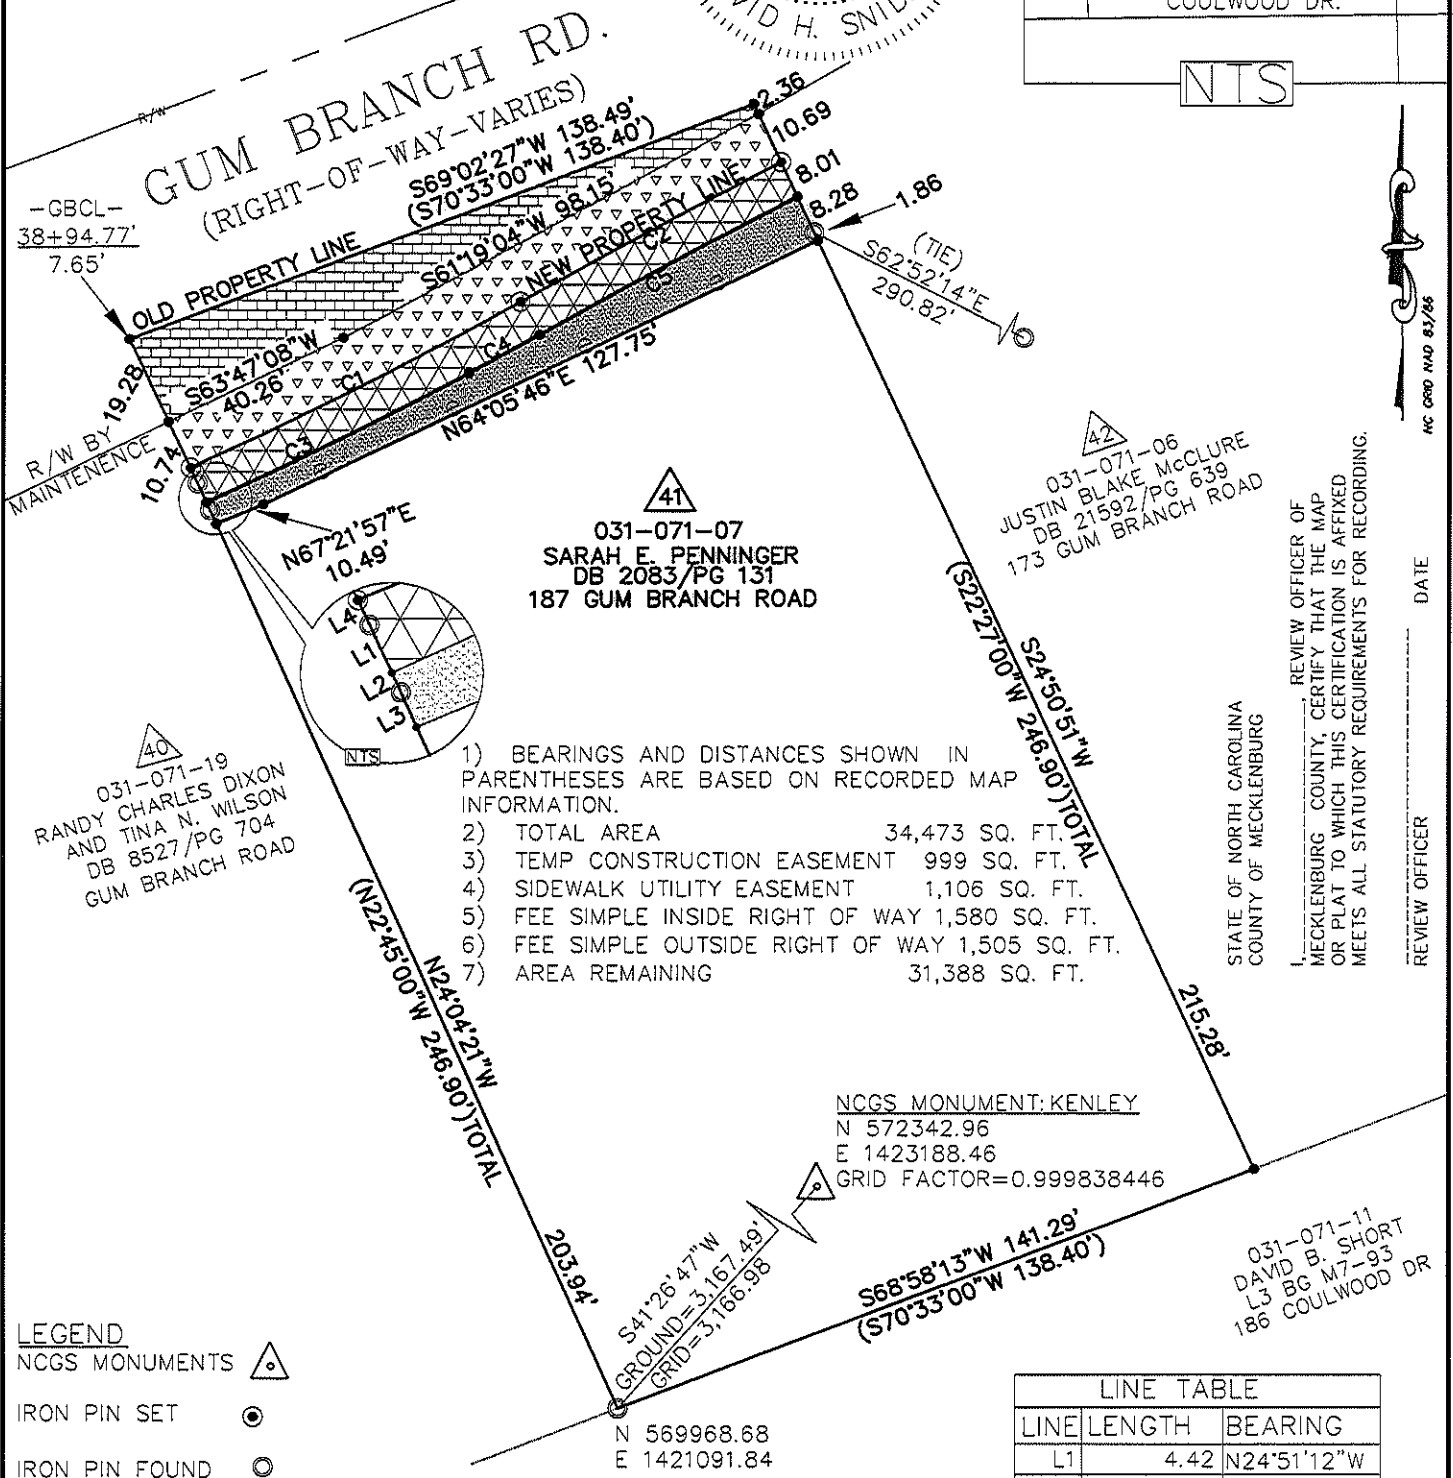 DAVID H. SNIDER
COULWOOD DR.
NTS
R/W
GUM BRANCH RD.
(RIGHT-OF-WAY-VARIES)
-GBCL-
38+94.77'
7.65'
S69°02'27"W 138.49'
(S70°33'00"W 138.40')
OLD PROPERTY LINE
S61°19'04"W 98.15'
NEW PROPERTY LINE
2.36
10.69
8.01
8.28
1.86
(TIE)
S62°52'14"E
290.82'
C2
C5
C4
C1
C3
S63°47'08"W
40.26'
N64°05'46"E 127.75'
19.28
10.74
R/W BY
MAINTENENCE
N67°21'57"E
10.49'
NC GRID NAD 83/86
41
031-071-07
SARAH E. PENNINGER
DB 2083/PG 131
187 GUM BRANCH ROAD
42
031-071-06
JUSTIN BLAKE McCLURE
DB 21592/PG 639
173 GUM BRANCH ROAD
L4
L1
L2
L3
NTS
40
031-071-19
RANDY CHARLES DIXON
AND TINA N. WILSON
DB 8527/PG 704
GUM BRANCH ROAD
1) BEARINGS AND DISTANCES SHOWN IN
PARENTHESES ARE BASED ON RECORDED MAP
INFORMATION.
2) TOTAL AREA 34,473 SQ. FT.
3) TEMP CONSTRUCTION EASEMENT 999 SQ. FT.
4) SIDEWALK UTILITY EASEMENT 1,106 SQ. FT.
5) FEE SIMPLE INSIDE RIGHT OF WAY 1,580 SQ. FT.
6) FEE SIMPLE OUTSIDE RIGHT OF WAY 1,505 SQ. FT.
7) AREA REMAINING 31,388 SQ. FT.
S24°50'51"W
(S22°27'00"W 246.90')TOTAL
215.28'
N24°04'21"W
(N22°45'00"W 246.90')TOTAL
203.94'
STATE OF NORTH CAROLINA
COUNTY OF MECKLENBURG
I,__________, REVIEW OFFICER OF
MECKLENBURG COUNTY, CERTIFY THAT THE MAP
OR PLAT TO WHICH THIS CERTIFICATION IS AFFIXED
MEETS ALL STATUTORY REQUIREMENTS FOR RECORDING.
REVIEW OFFICER DATE
NCGS MONUMENT: KENLEY
N 572342.96
E 1423188.46
GRID FACTOR=0.999838446
S41°26'47"W
GROUND=3,167.49'
GRID=3,166.98
S68°58'13"W 141.29'
(S70°33'00"W 138.40')
031-071-11
DAVID B. SHORT
L3 BG M7-93
186 COULWOOD DR
N 569968.68
E 1421091.84
LEGEND
NCGS MONUMENTS
IRON PIN SET
IRON PIN FOUND
LINE TABLE
LINE LENGTH BEARING
L1 4.42 N24°51'12"W